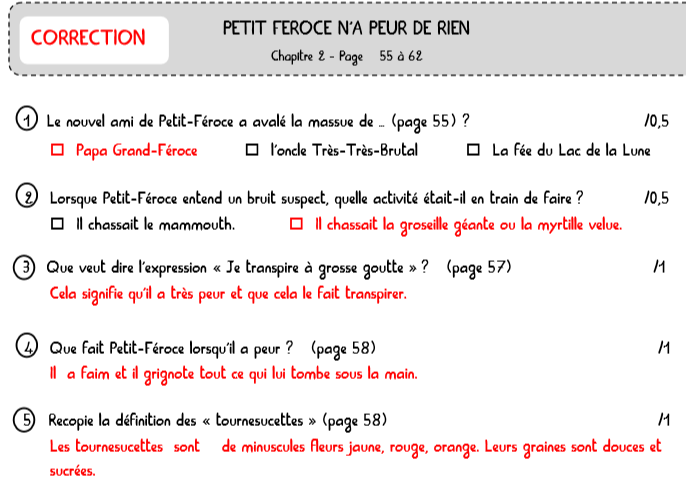 CORRECTION
PETIT FEROCE N'A PEUR DE RIEN
Chapitre 2 - Page 55 à 62
1 Le nouvel ami de Petit-Féroce a avalé la massue de ... (page 55) ? /0,5
☐ Papa Grand-Féroce ☐ l'oncle Très-Très-Brutal ☐ La fée du Lac de la Lune
2 Lorsque Petit-Féroce entend un bruit suspect, quelle activité était-il en train de faire ? /0,5
☐ Il chassait le mammouth. ☐ Il chassait la groseille géante ou la myrtille velue.
3 Que veut dire l'expression « Je transpire à grosse goutte » ? (page 57) /1
Cela signifie qu'il a très peur et que cela le fait transpirer.
4 Que fait Petit-Féroce lorsqu'il a peur ? (page 58) /1
Il a faim et il grignote tout ce qui lui tombe sous la main.
5 Recopie la définition des « tournesucettes » (page 58) /1
Les tournesucettes sont de minuscules fleurs jaune, rouge, orange. Leurs graines sont douces et
sucrées.